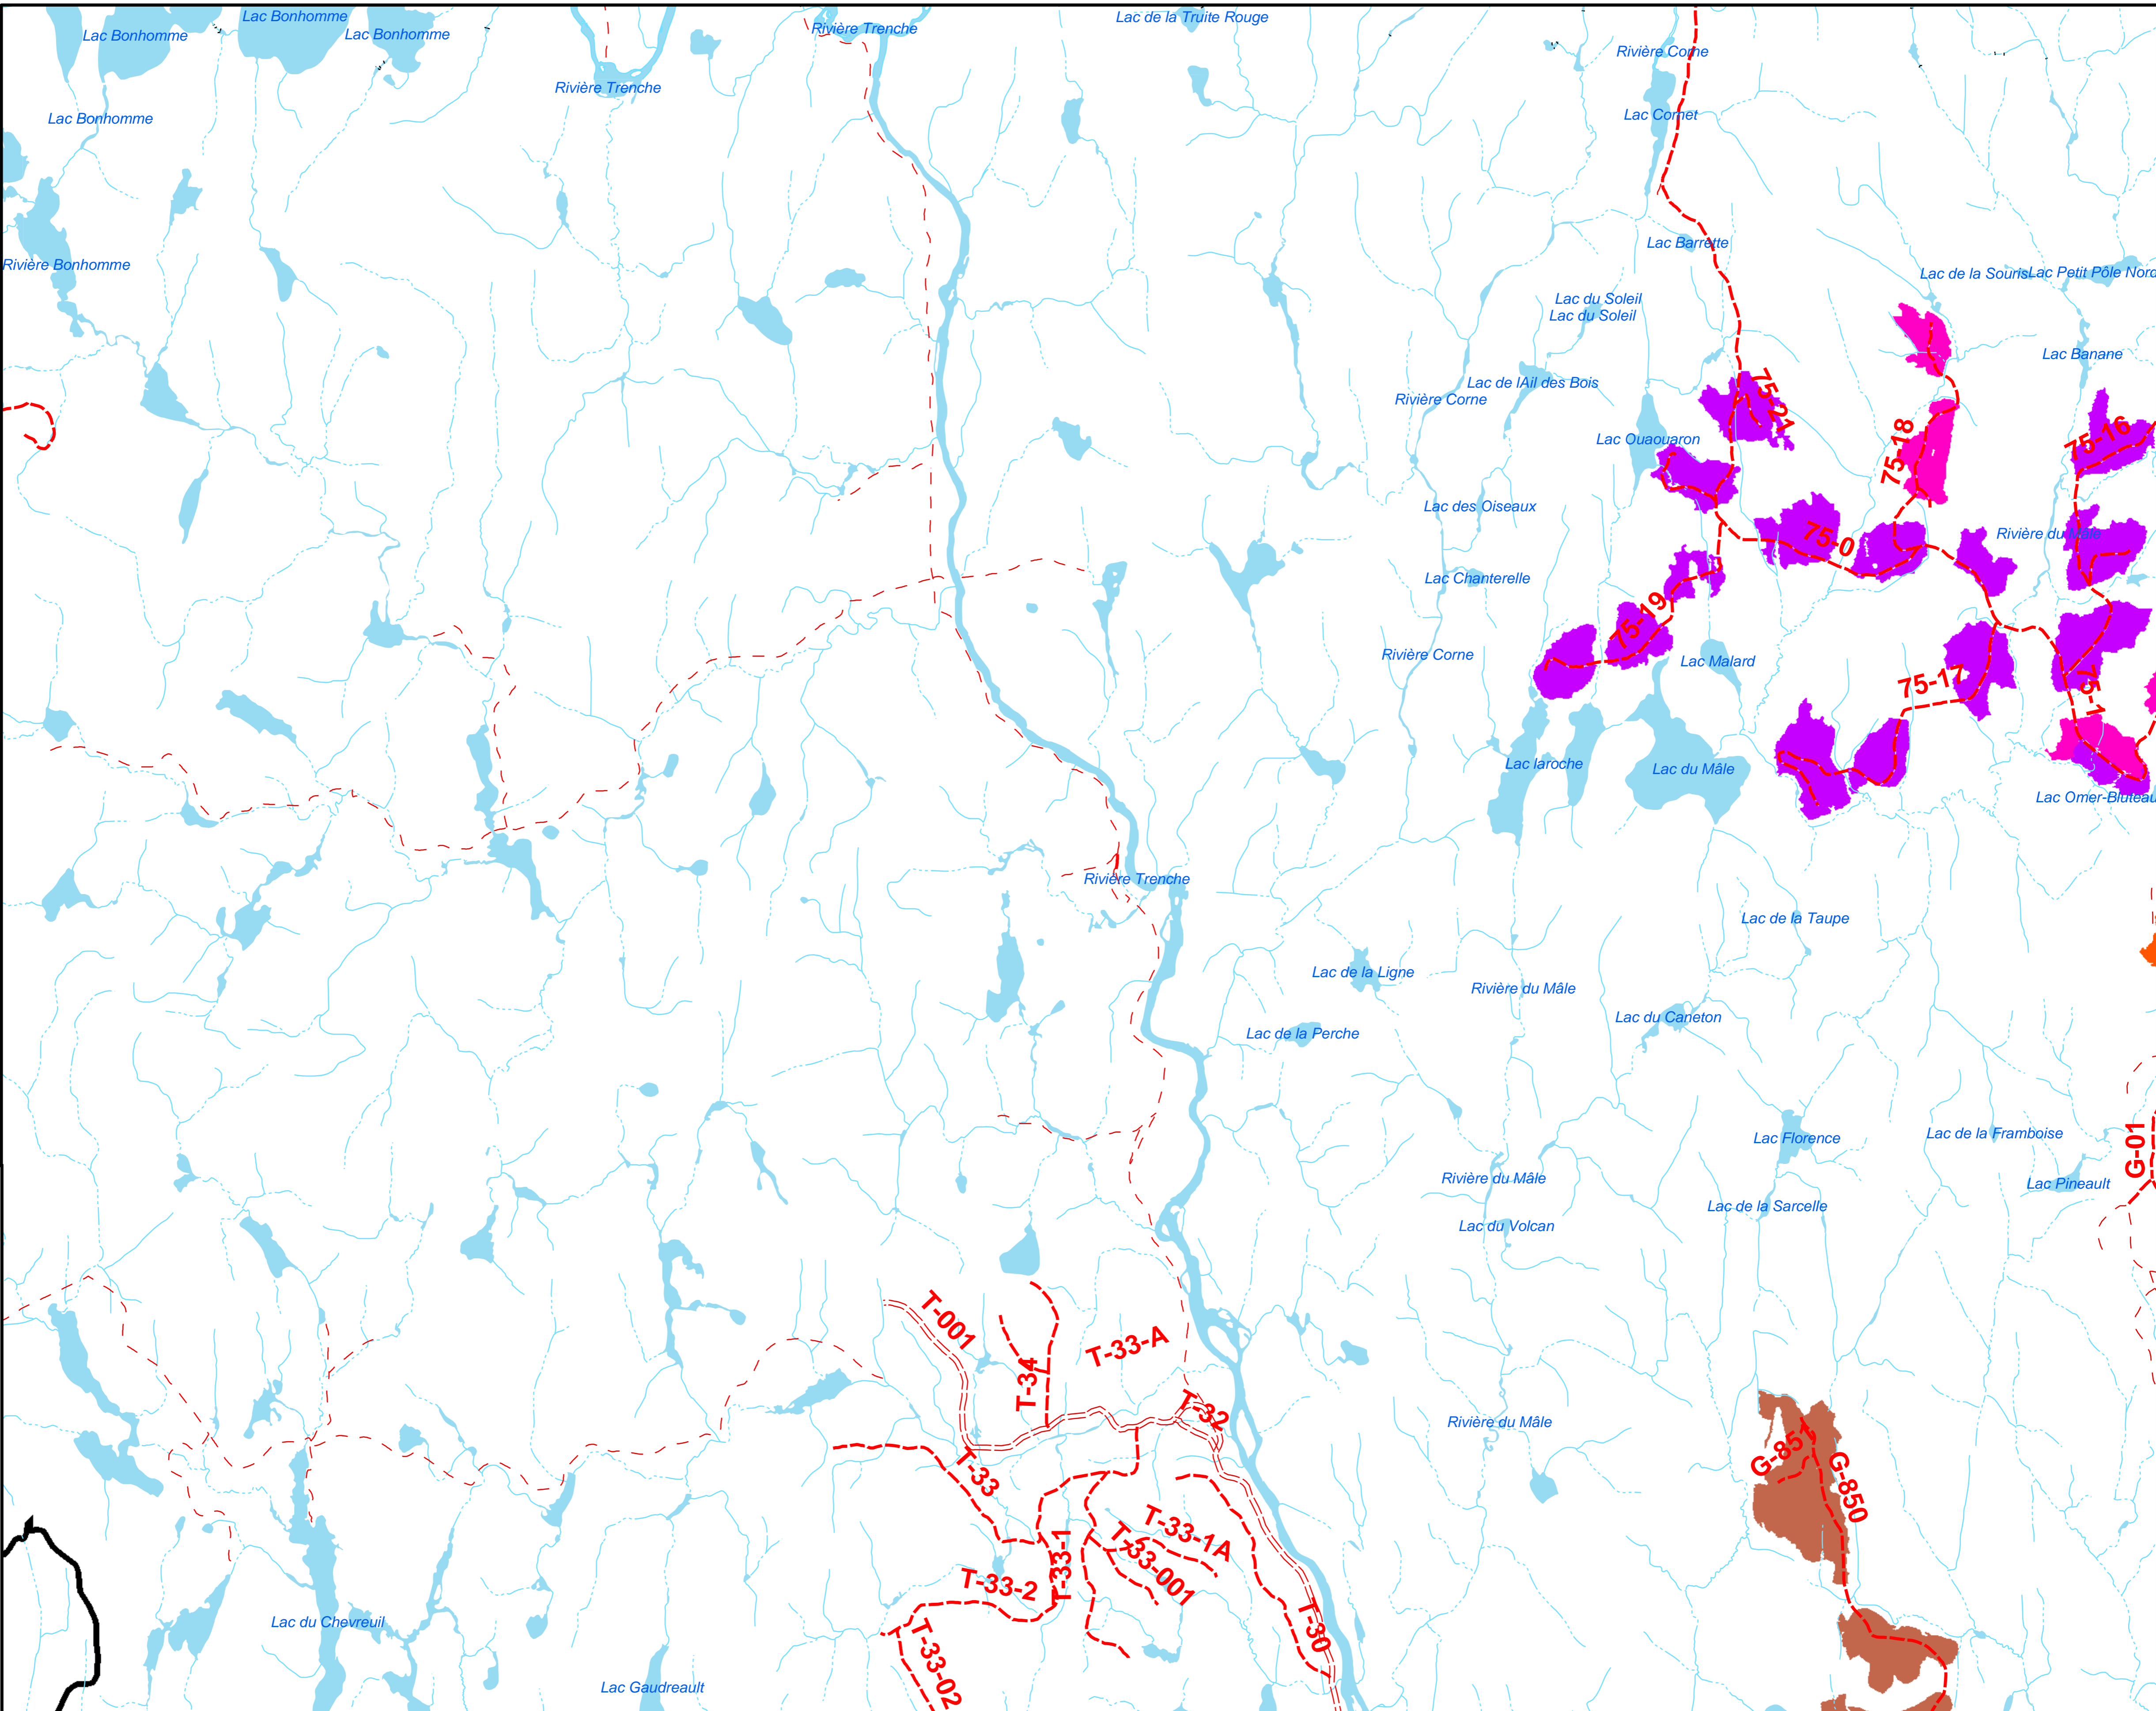 Lac Bonhomme
Lac de la Truite Rouge
Rivière Trenche
Lac Bonhomme
Lac Bonhomme
Rivière Corne
Rivière Trenche
Lac Comet
Lac Bonhomme
Lac Barrette
Rivière Bonhomme
Lac de la Souris
Lac Petit Pôle Nord
Lac du Soleil
Lac du Soleil
Lac Banane
Lac de lAil des Bois
Rivière Corne
75-21
75-18
75-16
Lac Ouaouaron
Lac des Oiseaux
75-0
Rivière du Mâle
Lac Chanterelle
75-19
Rivière Corne
Lac Malard
75-17
75-1
Lac laroche
Lac du Mâle
Lac Omer-Bluteau
Rivière Trenche
Lac de la Taupe
Lac de la Ligne
Rivière du Mâle
Lac du Caneton
Lac de la Perche
Lac Florence
Lac de la Framboise
G-01
Rivière du Mâle
Lac Pineault
Lac de la Sarcelle
Lac du Volcan
T-001
T-33-A
T-34
T-32
Rivière du Mâle
G-851
G-850
T-33
T-33-1A
T-33-1
T-33-001
T-33-2
Lac du Chevreuil
T-30
T-33-02
Lac Gaudreault